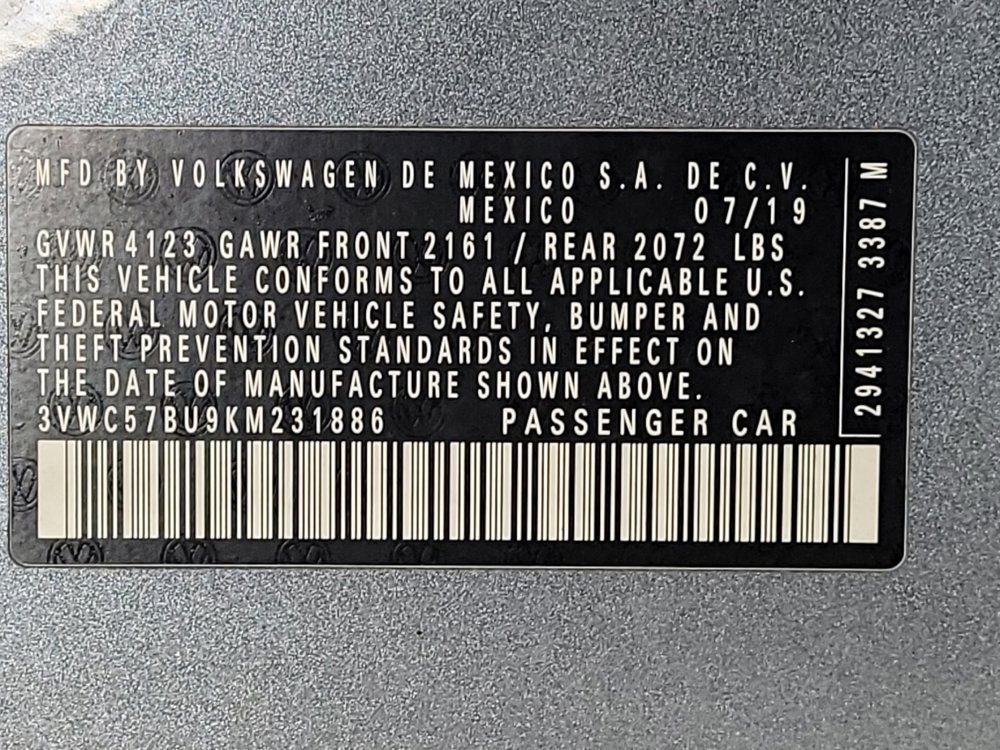 MFD BY VOLKSWAGEN DE MEXICO S.A. DE C.V.
MEXICO 07/19
GVWR 4123 GAWR FRONT 2161 / REAR 2072 LBS
THIS VEHICLE CONFORMS TO ALL APPLICABLE U.S.
FEDERAL MOTOR VEHICLE SAFETY, BUMPER AND
THEFT PREVENTION STANDARDS IN EFFECT ON
THE DATE OF MANUFACTURE SHOWN ABOVE.
3VWC57BU9KM231886 PASSENGER CAR
2941327 3387 M